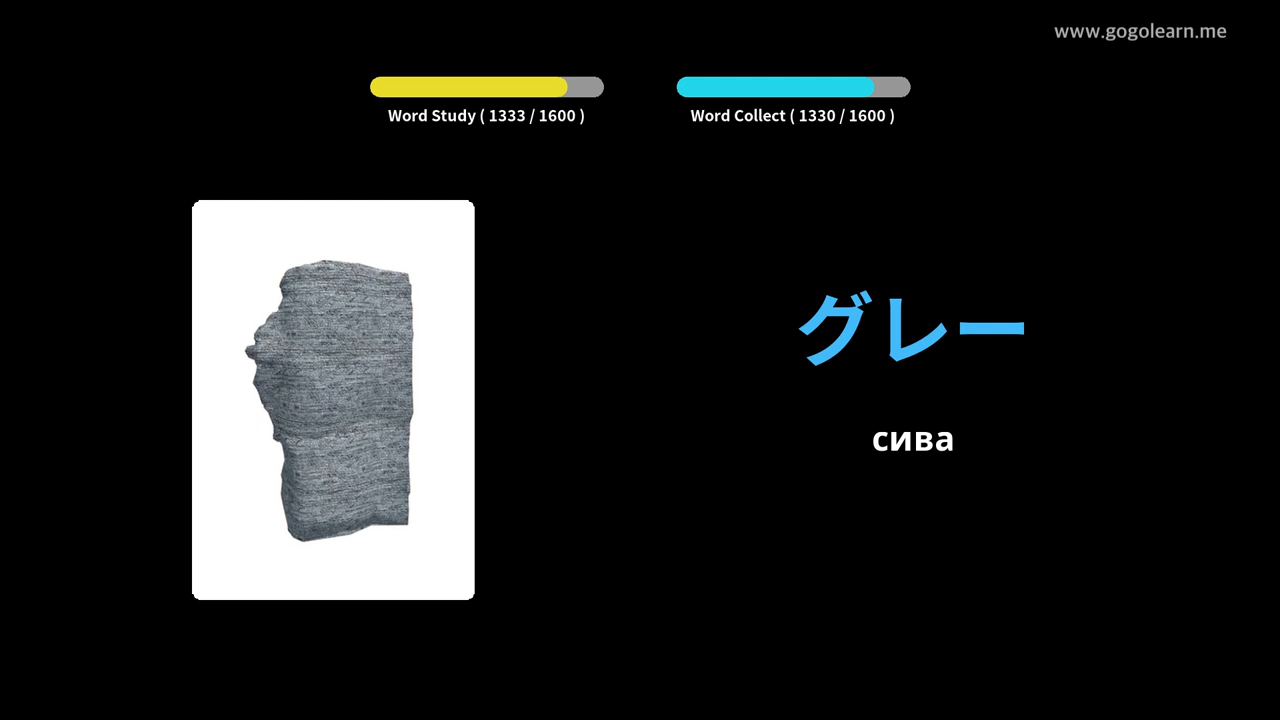 www.gogolearn.me
Word Study ( 1333 / 1600 )
Word Collect ( 1330 / 1600 )
グレー
сива